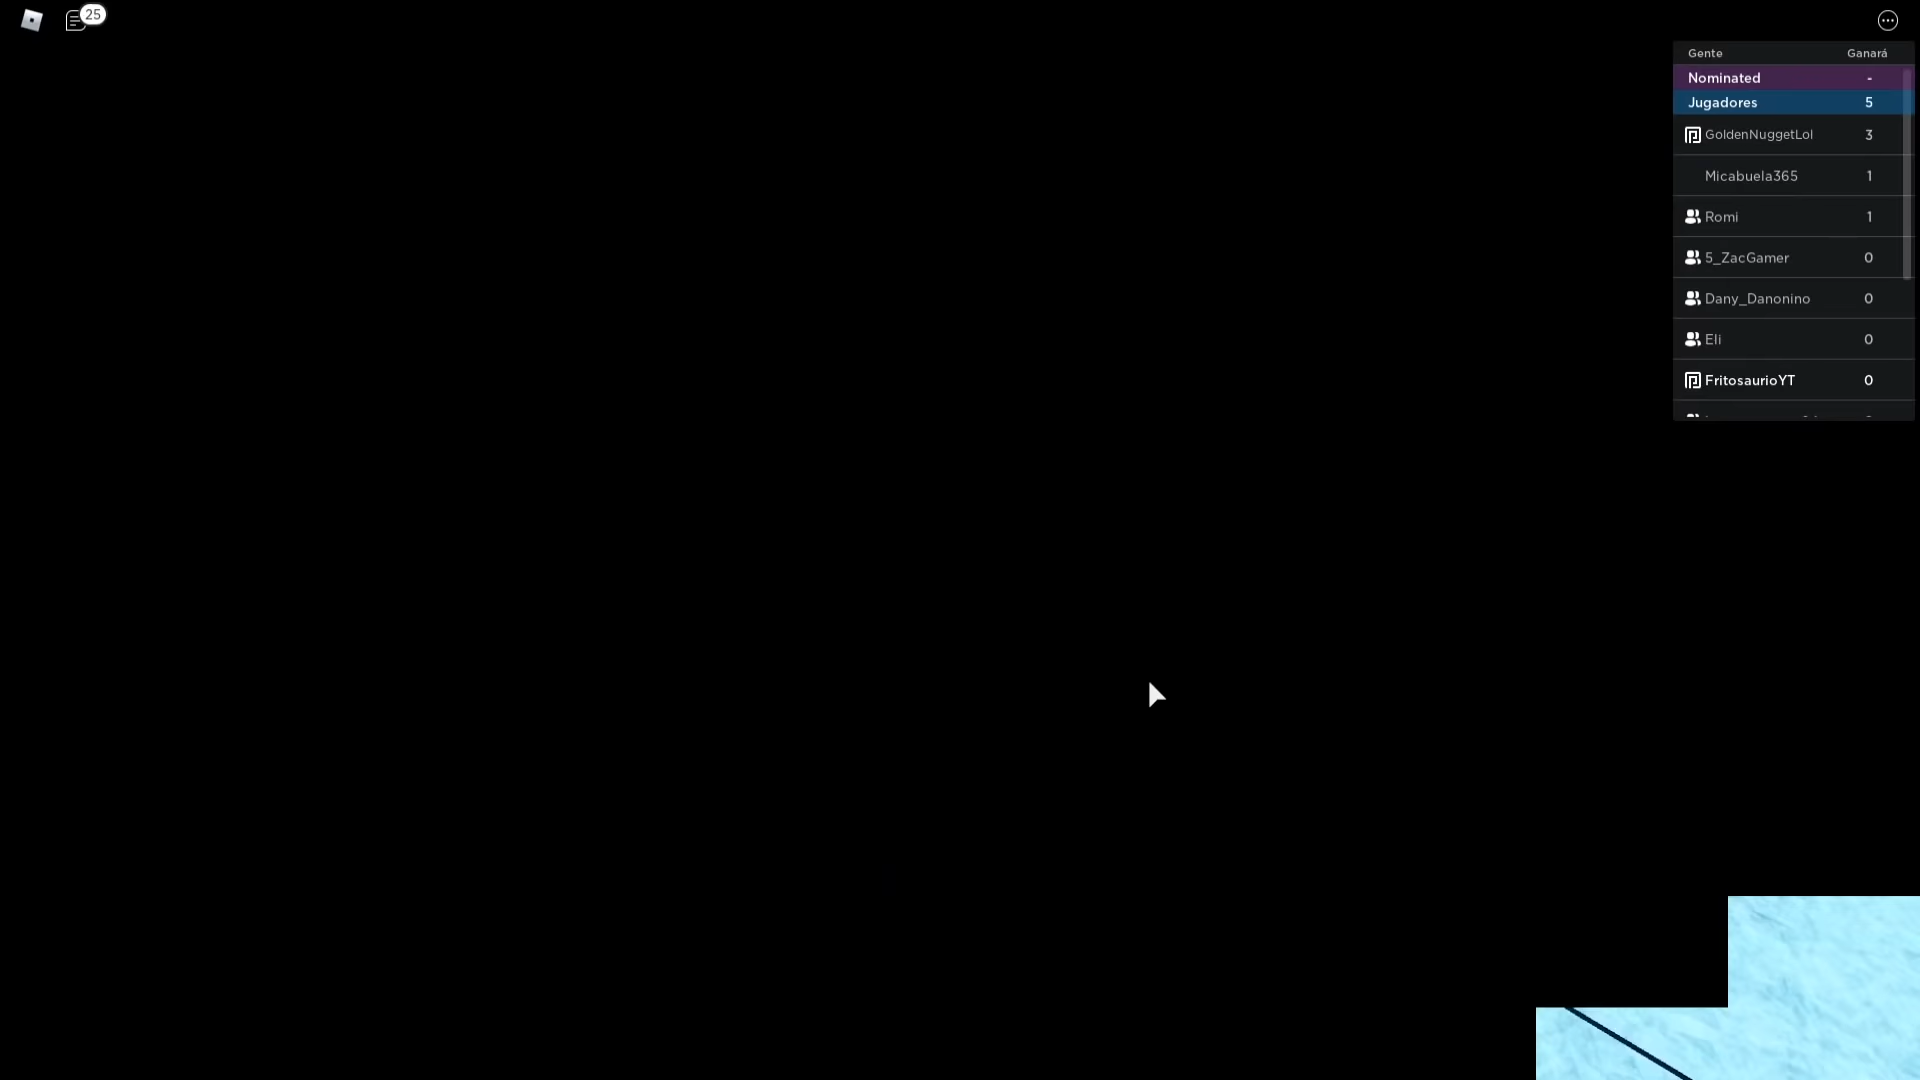 25
Gente Ganará
Nominated -
Jugadores 5
GoldenNuggetLol 3
Micabuela365 1
Romi 1
5_ZacGamer 0
Dany_Danonino 0
Eli 0
FritosaurioYT 0